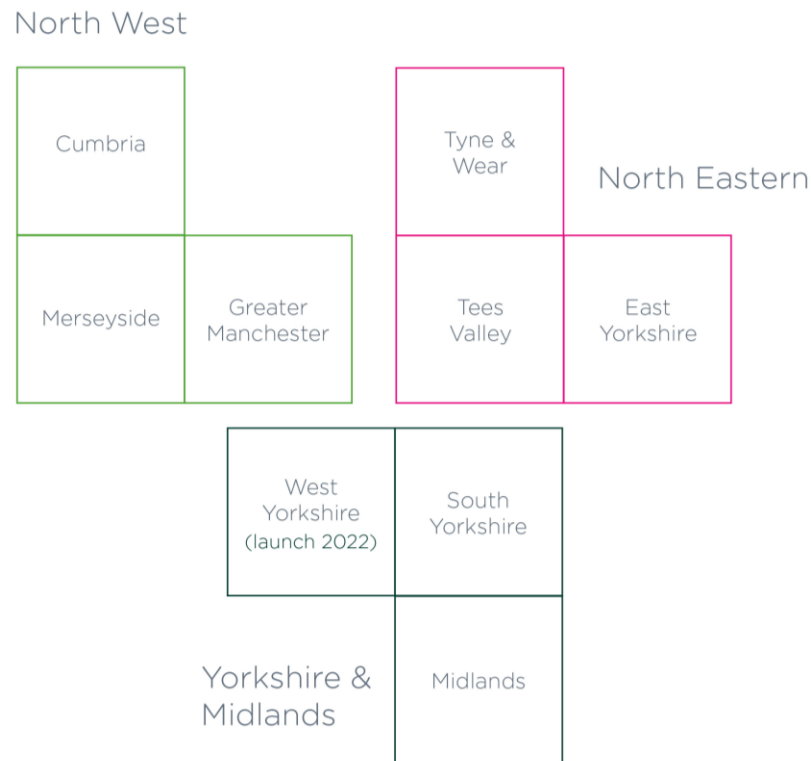 North West
Cumbria
Merseyside
Greater
Manchester
Tyne &
Wear
North Eastern
Tees
Valley
East
Yorkshire
West
Yorkshire
(launch 2022)
South
Yorkshire
Yorkshire &
Midlands
Midlands